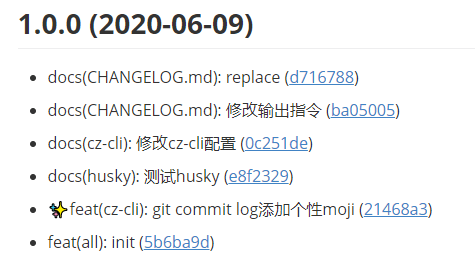 1.0.0 (2020-06-09)
docs(CHANGELOG.md): replace (d716788)
docs(CHANGELOG.md): 修改输出指令 (ba05005)
docs(cz-cli): 修改cz-cli配置 (0c251de)
docs(husky): 测试husky (e8f2329)
✨feat(cz-cli): git commit log添加个性moji (21468a3)
feat(all): init (5b6ba9d)